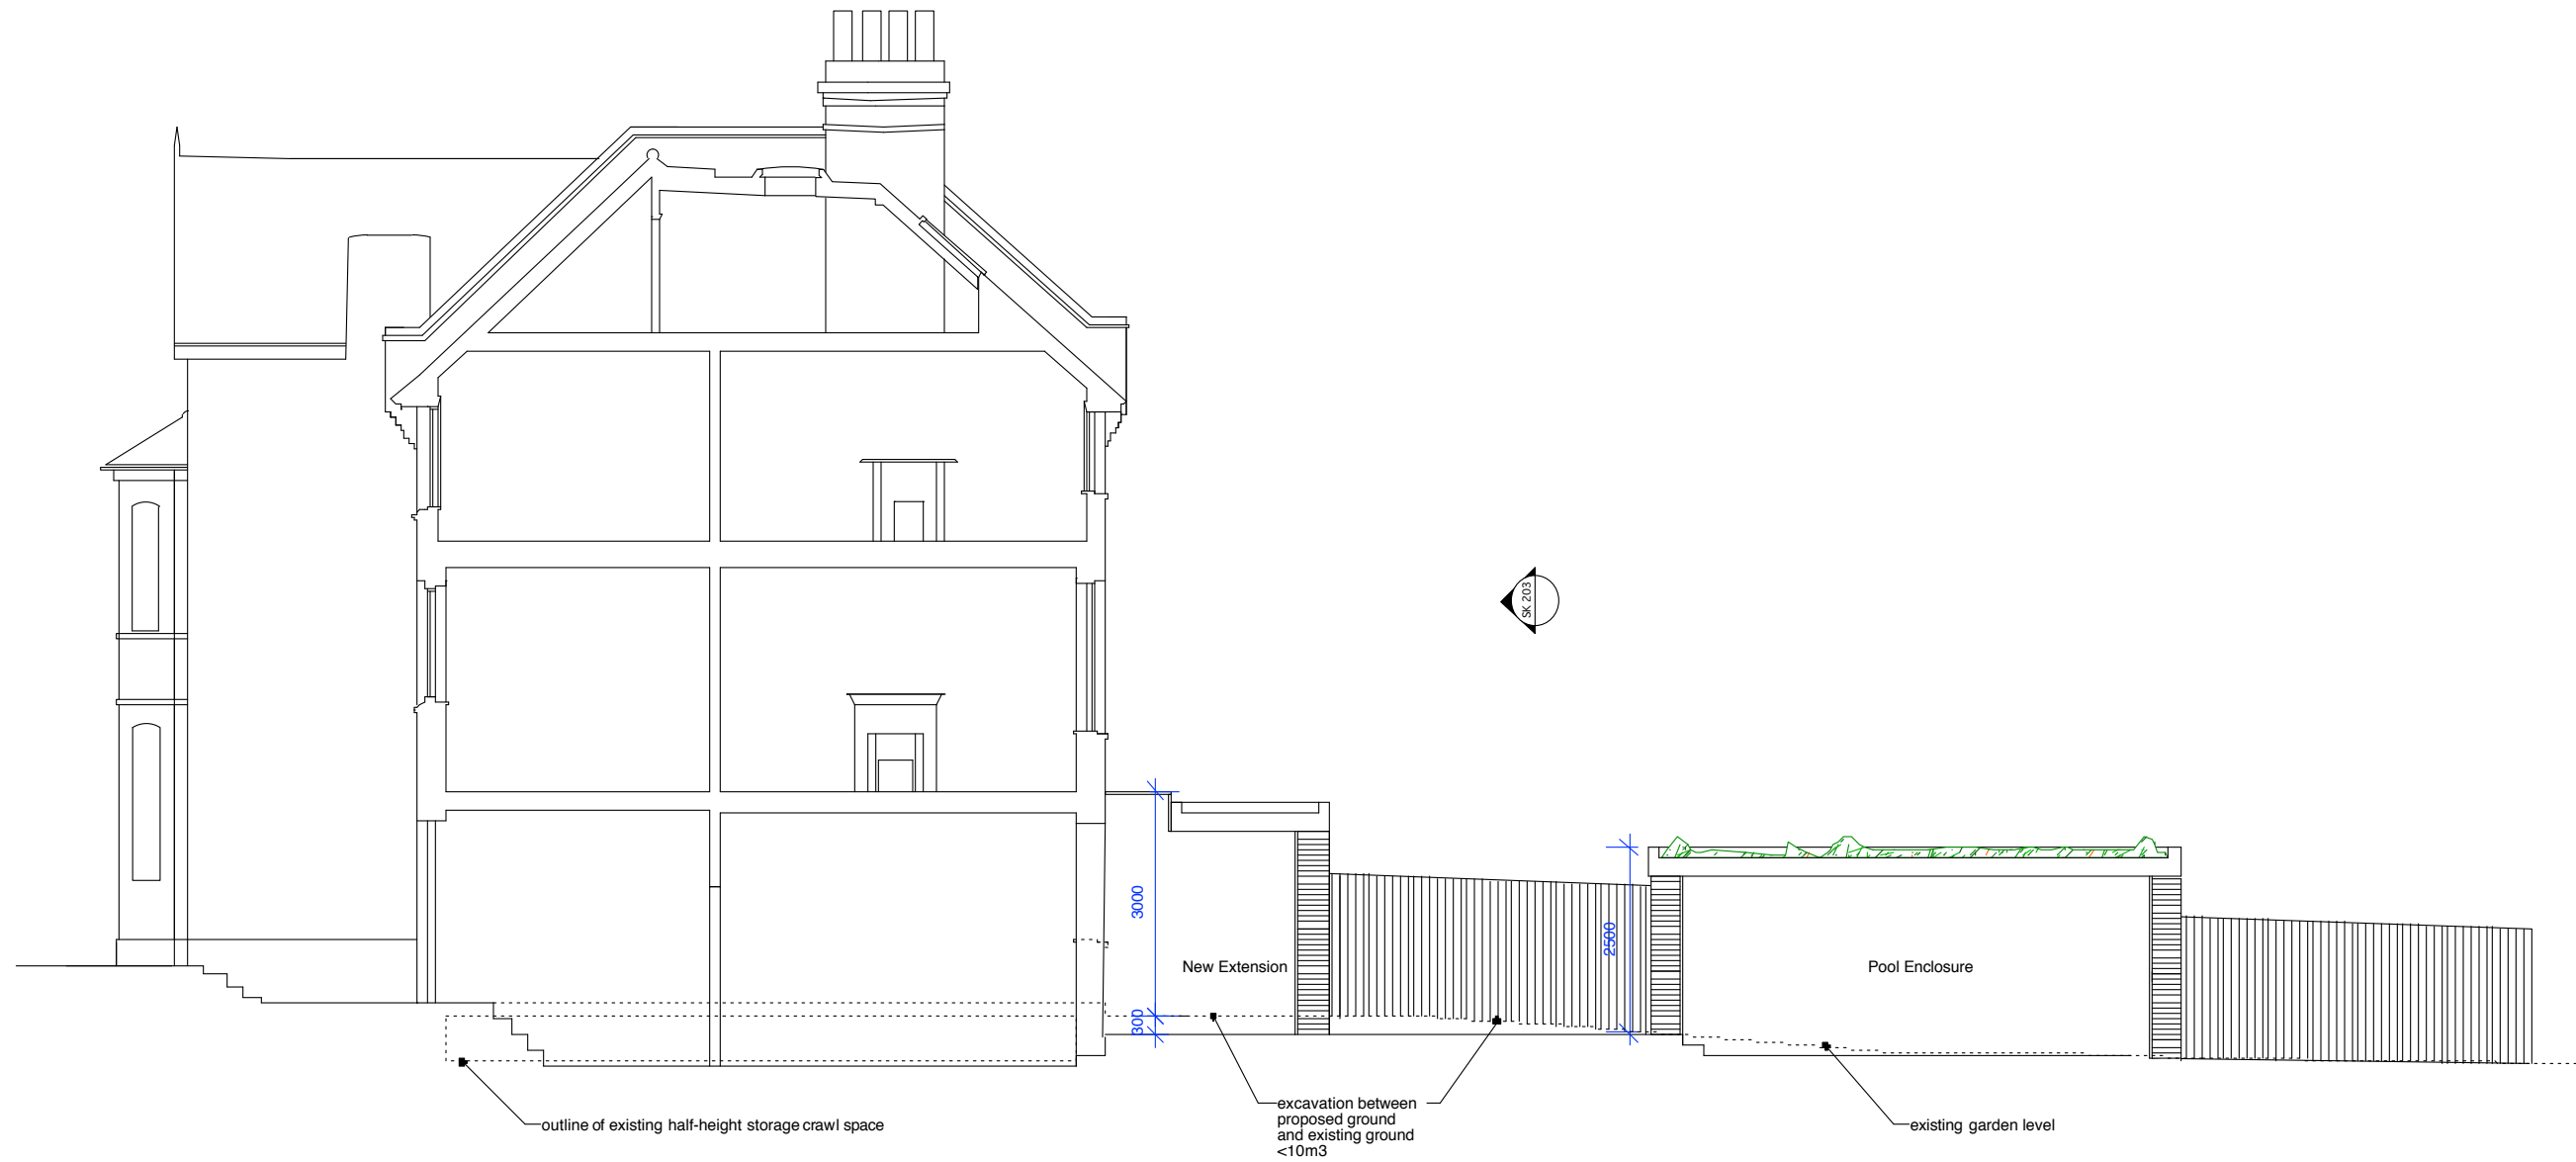 SK 203
3000
300
2500
New Extension
Pool Enclosure
outline of existing half-height storage crawl space
excavation between
proposed ground
and existing ground
<10m3
existing garden level